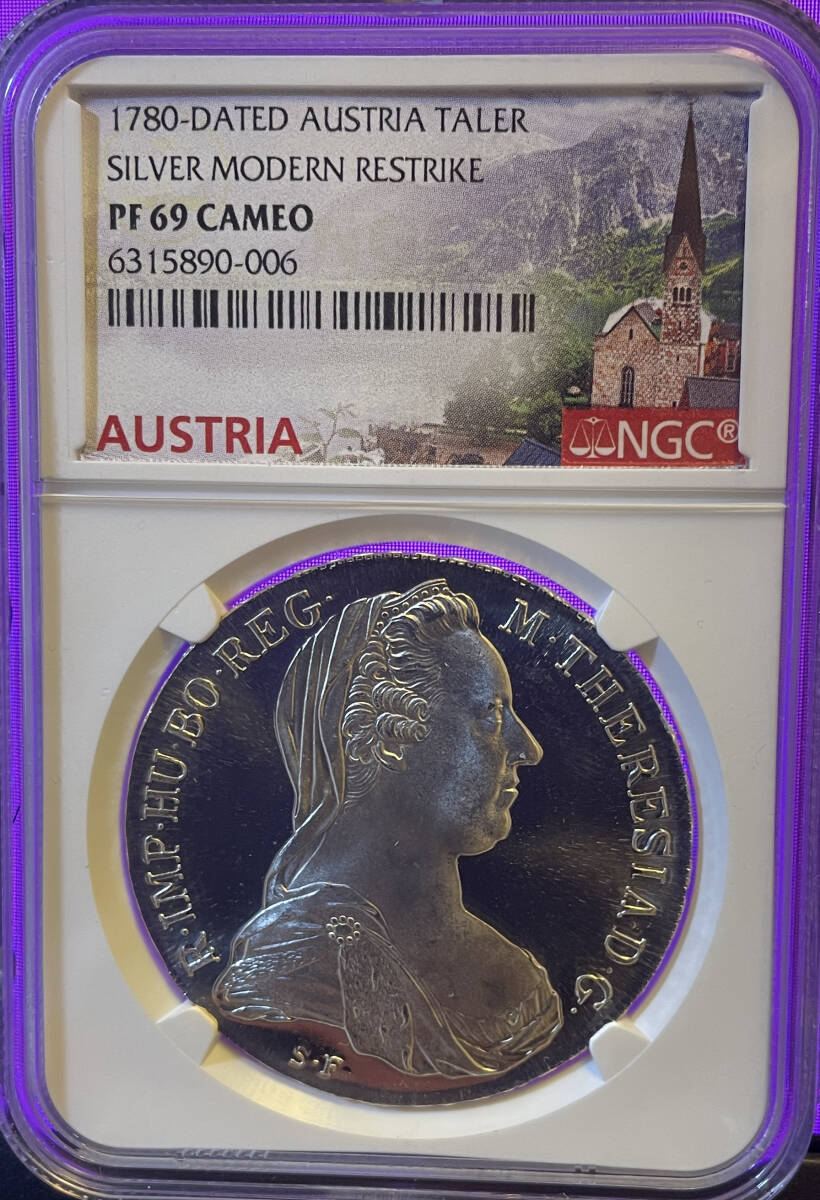 1780-DATED AUSTRIA TALER
SILVER MODERN RESTRIKE
PF 69 CAMEO
6315890-006
AUSTRIA
NGC®
R·IMP·HU·BO·REG·
M·THERESIA·D·G·
S·F·